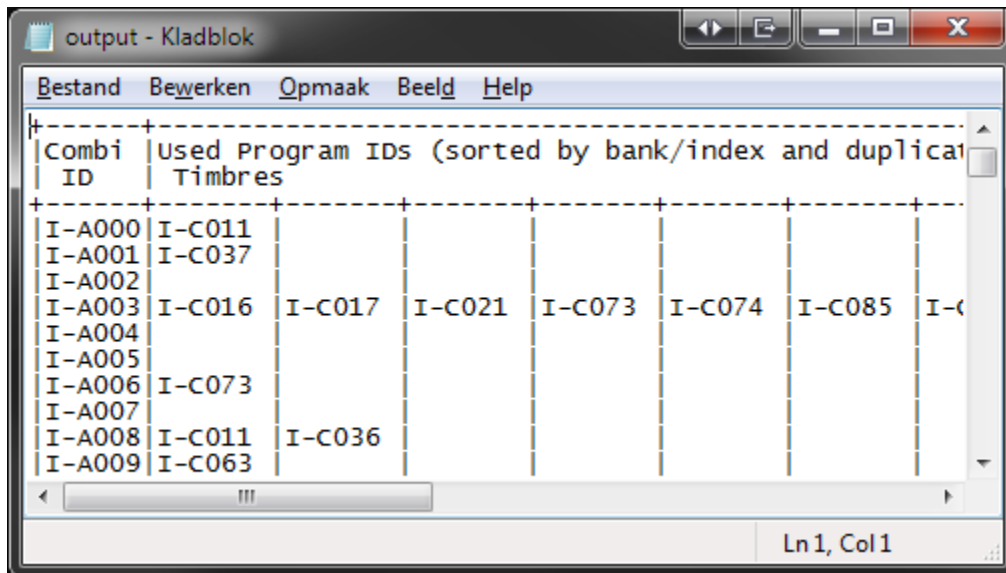 output - Kladblok
Bestand Bewerken Opmaak Beeld Help
+------+-----------------------------------------------------
|Combi |Used Program IDs (sorted by bank/index and duplicat
| ID | Timbres
+------+-------+-------+-------+-------+-------+-------+---
|I-A000|I-C011 | | | | | |
|I-A001|I-C037 | | | | | |
|I-A002| | | | | | |
|I-A003|I-C016 |I-C017 |I-C021 |I-C073 |I-C074 |I-C085 |I-
|I-A004| | | | | | |
|I-A005| | | | | | |
|I-A006|I-C073 | | | | | |
|I-A007| | | | | | |
|I-A008|I-C011 |I-C036 | | | | |
|I-A009|I-C063 | | | | | |
Ln 1, Col 1